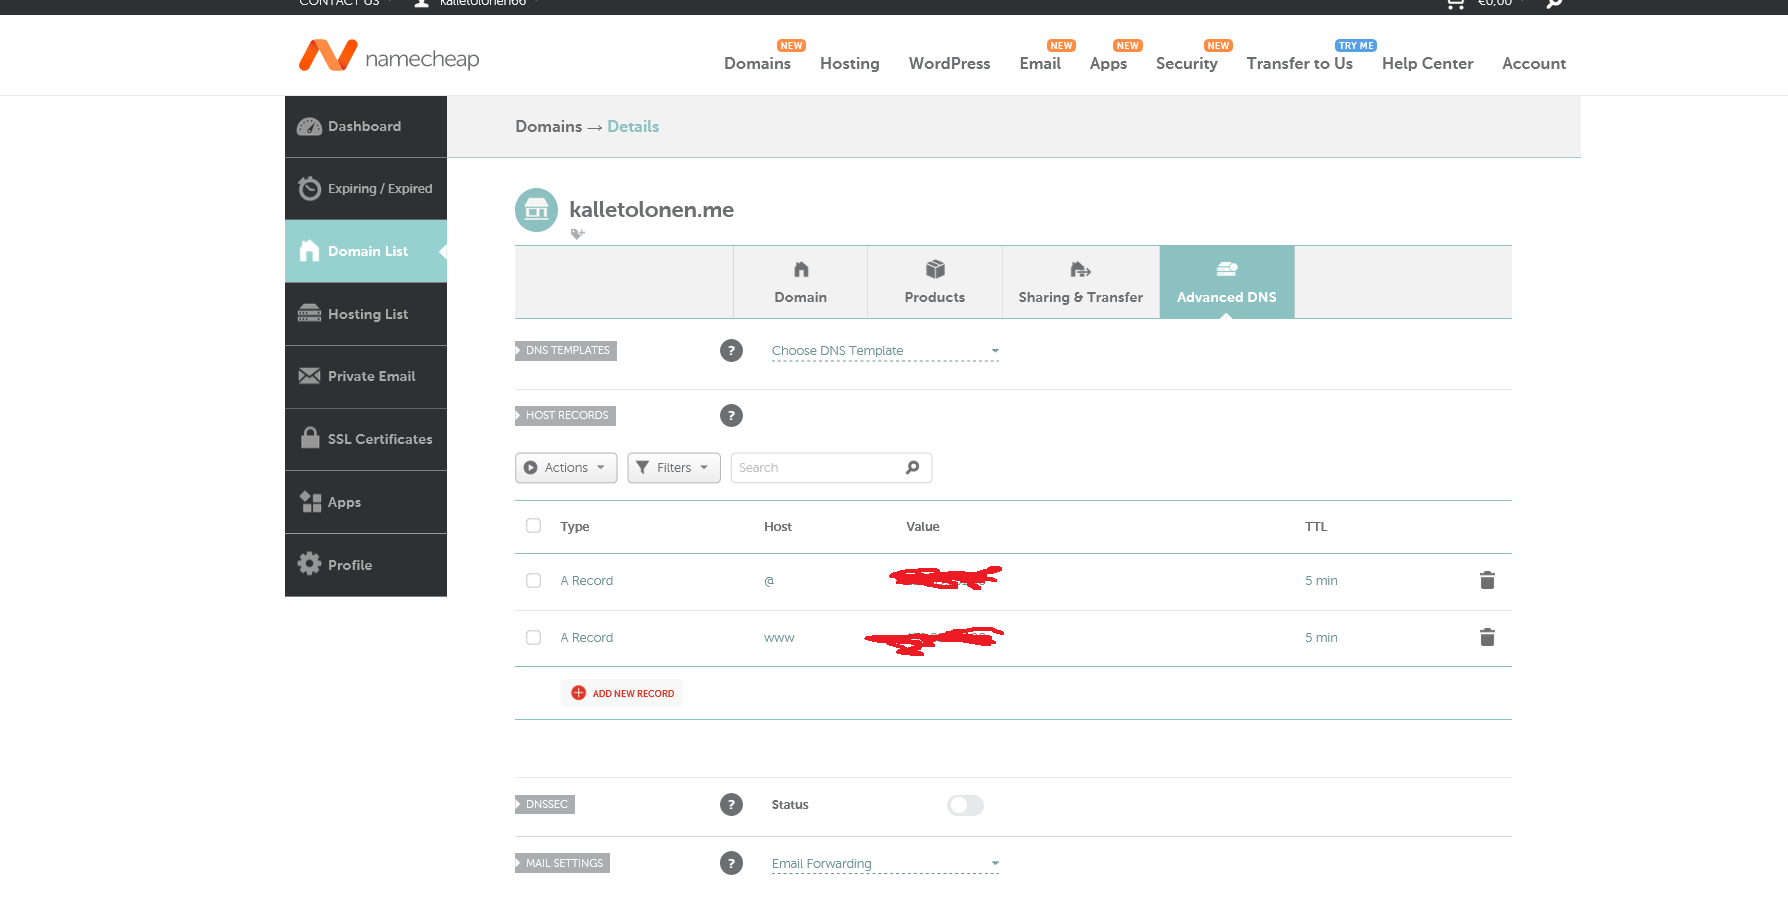 CONTACT US
kalletolonen66
€0,00
namecheap
NEW NEW NEW NEW TRY ME
Domains Hosting WordPress Email Apps Security Transfer to Us Help Center Account
Dashboard
Expiring / Expired
Domain List
Hosting List
Private Email
SSL Certificates
Apps
Profile
Domains → Details
kalletolonen.me
Domain Products Sharing & Transfer Advanced DNS
DNS TEMPLATES ? Choose DNS Template
HOST RECORDS ?
Actions Filters Search
Type Host Value TTL
A Record @ 5 min
A Record www 5 min
ADD NEW RECORD
DNSSEC ? Status
MAIL SETTINGS ? Email Forwarding